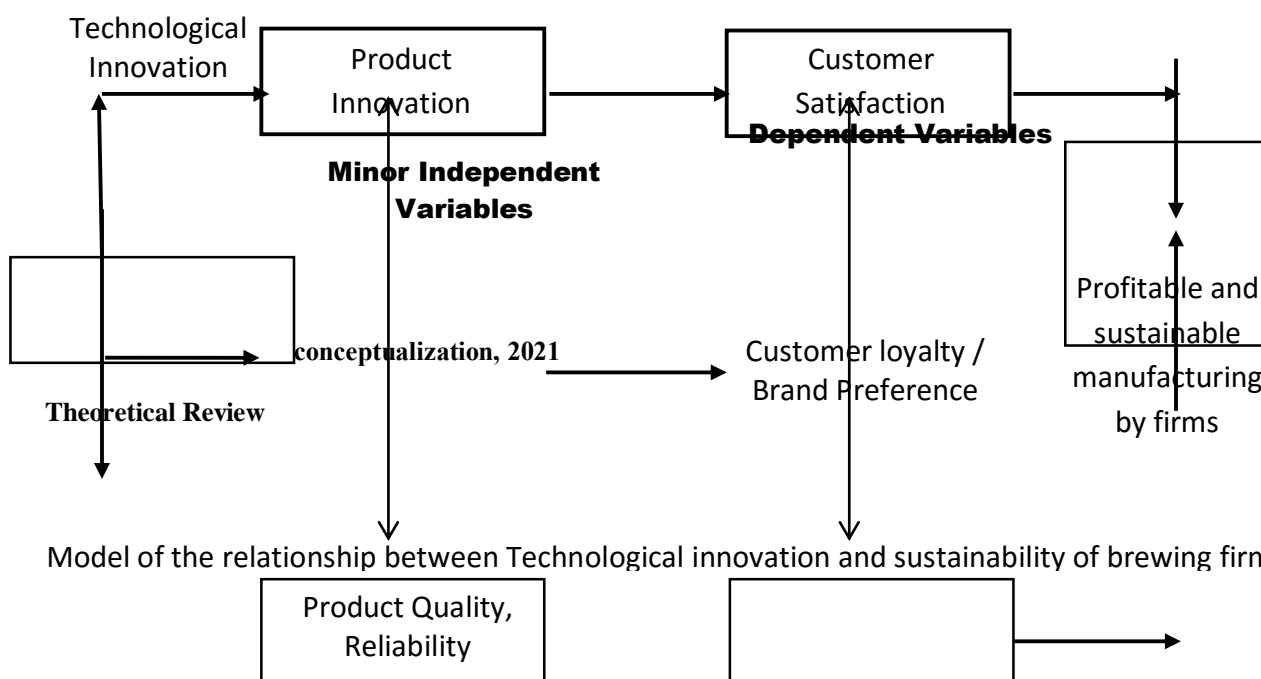 Technological
Innovation
Product
Innovation
Customer
Satisfaction
Dependent Variables
Minor Independent
Variables
Profitable and
sustainable
manufacturing
by firms
conceptualization, 2021
Customer loyalty /
Brand Preference
Theoretical Review
Model of the relationship between Technological innovation and sustainability of brewing firm
Product Quality,
Reliability